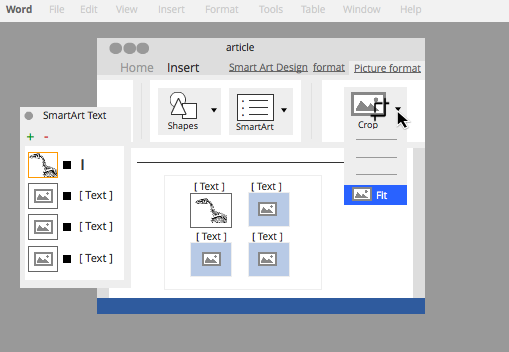 Word File Edit View Insert Format Tools Table Window Help
article
Home Insert Smart Art Design format Picture format
Shapes SmartArt Crop
SmartArt Text
+ -
[ Text ]
[ Text ]
[ Text ]
[ Text ] [ Text ]
[ Text ] [ Text ]
Fit